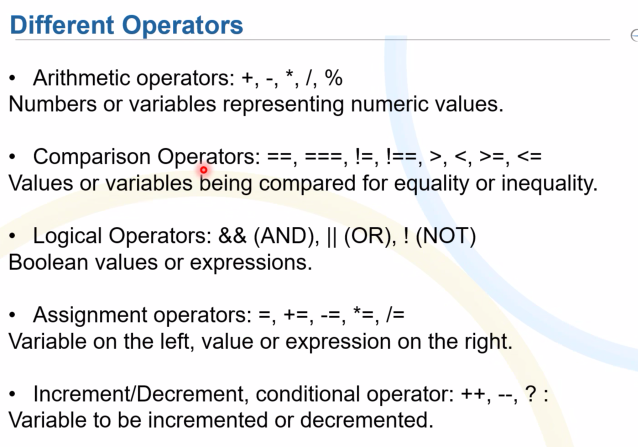 Different Operators
• Arithmetic operators: +, -, *, /, %
Numbers or variables representing numeric values.
• Comparison Operators: ==, ===, !=, !==, >, <, >=, <=
Values or variables being compared for equality or inequality.
• Logical Operators: && (AND), || (OR), ! (NOT)
Boolean values or expressions.
• Assignment operators: =, +=, -=, *=, /=
Variable on the left, value or expression on the right.
• Increment/Decrement, conditional operator: ++, --, ? :
Variable to be incremented or decremented.